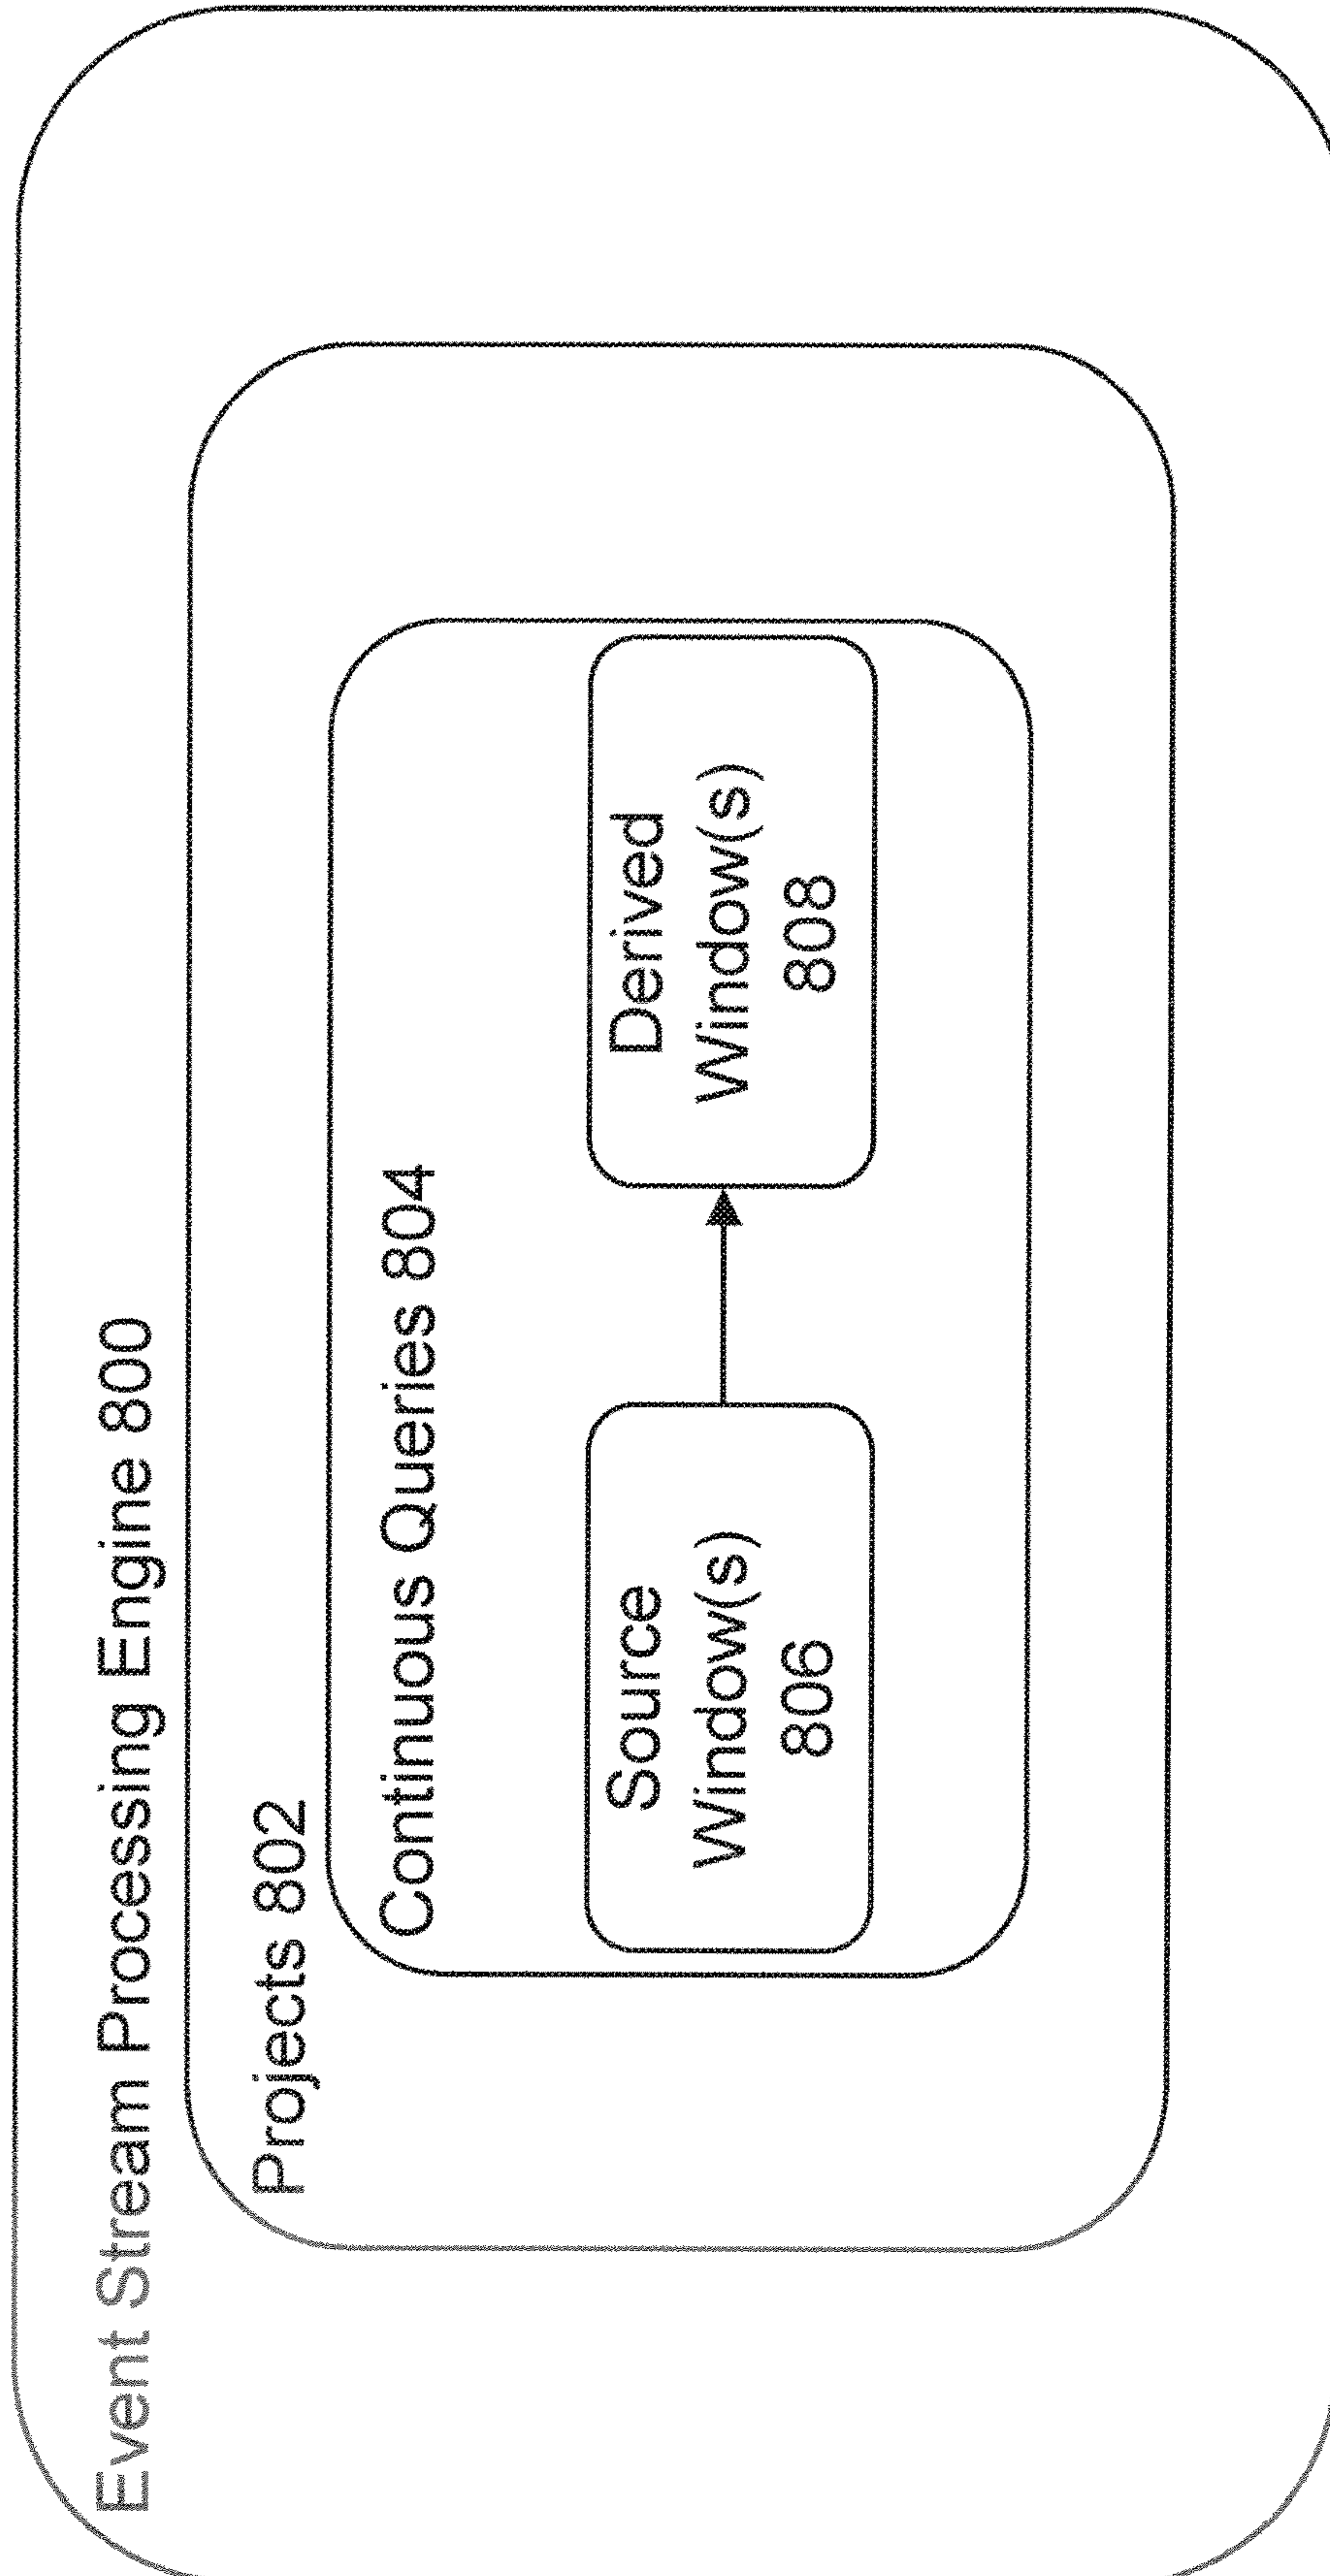 Event Stream Processing Engine 800
Projects 802
Continuous Queries 804
Source
Window(s)
806
Derived
Window(s)
808